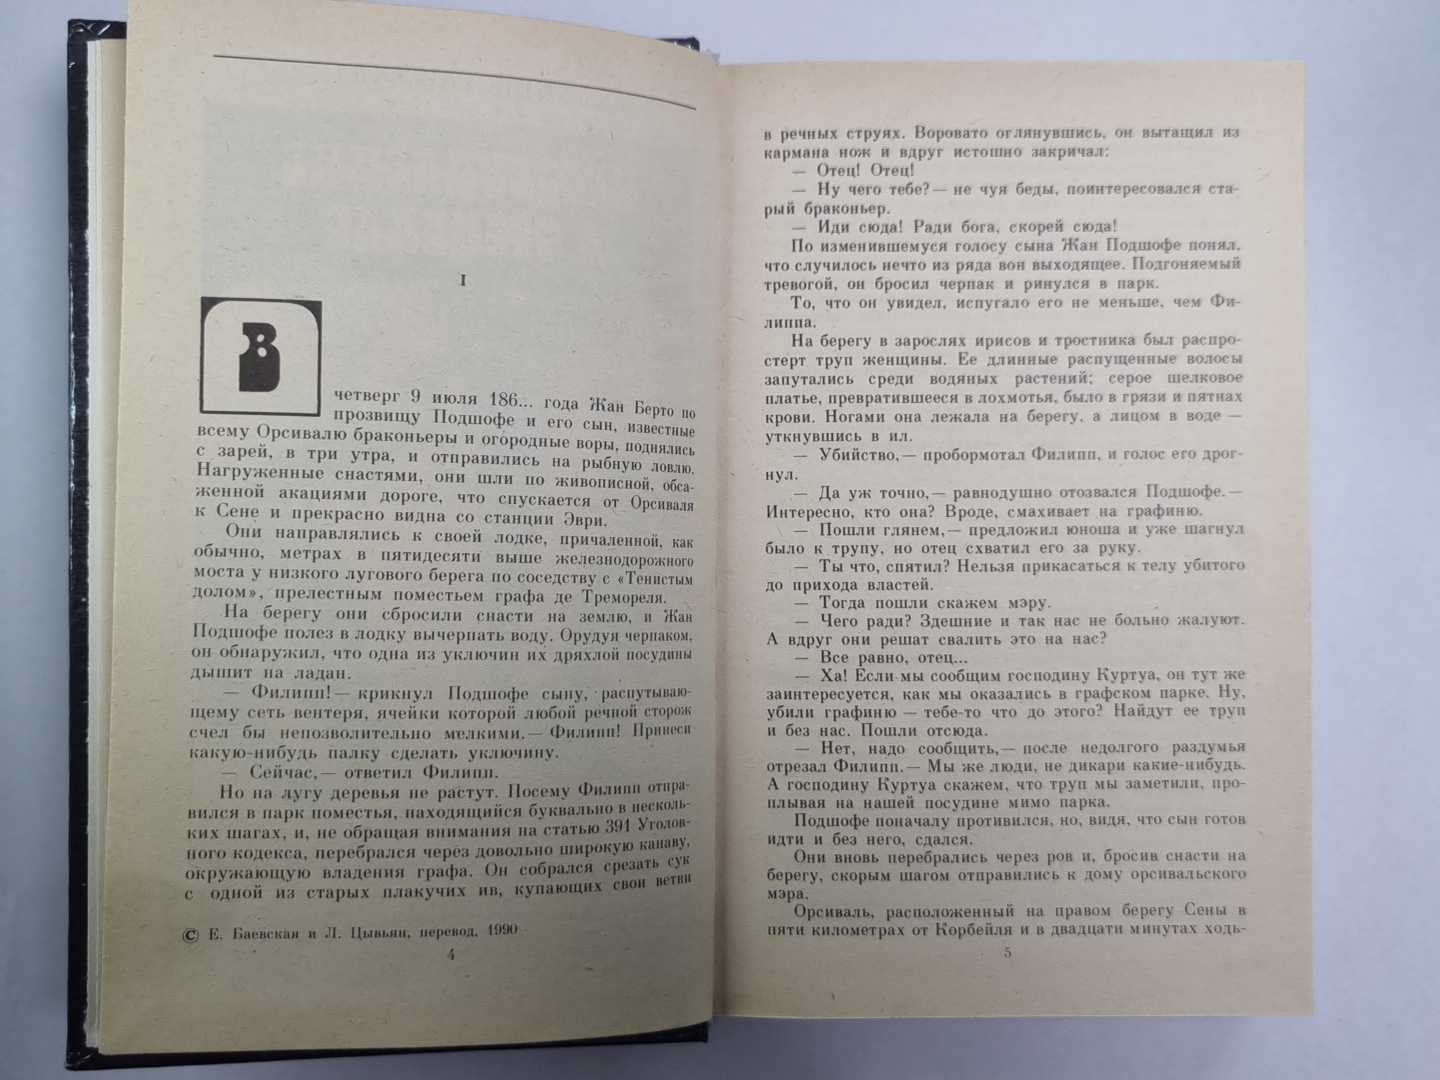 I
В
четверг 9 июля 186... года Жан Берто по
прозвищу Подшофе и его сын, известные
всему Орсивалю браконьеры и огородные воры, поднялись
с зарей, в три утра, и отправились на рыбную ловлю.
Нагруженные снастями, они шли по живописной, обса-
женной акациями дороге, что спускается от Орсиваля
к Сене и прекрасно видна со станции Эври.
Они направлялись к своей лодке, причаленной, как
обычно, метрах в пятидесяти выше железнодорожного
моста у низкого лугового берега по соседству с «Тенистым
долом», прелестным поместьем графа де Тремореля.
На берегу они сбросили снасти на землю, и Жан
Подшофе полез в лодку вычерпать воду. Орудуя черпаком,
он обнаружил, что одна из уключин их дряхлой посудины
дышит на ладан.
— Филипп!— крикнул Подшофе сыну, распутываю-
щему сеть вентеря, ячейки которой любой речной сторож
счел бы непозволительно мелкими.— Филипп! Принеси
какую-нибудь палку сделать уключину.
— Сейчас,— ответил Филипп.
Но на лугу деревья не растут. Посему Филипп отпра-
вился в парк поместья, находящийся буквально в несколь-
ких шагах, и, не обращая внимания на статью 391 Уголов-
ного кодекса, перебрался через довольно широкую канаву,
окружающую владения графа. Он собрался срезать сук
с одной из старых плакучих ив, купающих свои ветви
© Е. Баевская и Л. Цывьян, перевод, 1990
4
в речных струях. Воровато оглянувшись, он вытащил из
кармана нож и вдруг истошно закричал:
— Отец! Отец!
— Ну чего тебе?— не чуя беды, поинтересовался ста-
рый браконьер.
— Иди сюда! Ради бога, скорей сюда!
По изменившемуся голосу сына Жан Подшофе понял,
что случилось нечто из ряда вон выходящее. Подгоняемый
тревогой, он бросил черпак и ринулся в парк.
То, что он увидел, испугало его не меньше, чем Фи-
липпа.
На берегу в зарослях ирисов и тростника был распро-
стерт труп женщины. Ее длинные распущенные волосы
запутались среди водяных растений; серое шелковое
платье, превратившееся в лохмотья, было в грязи и пятнах
крови. Ногами она лежала на берегу, а лицом в воде —
уткнувшись в ил.
— Убийство,— пробормотал Филипп, и голос его дрог-
нул.
— Да уж точно,— равнодушно отозвался Подшофе.—
Интересно, кто она? Вроде, смахивает на графиню.
— Пошли глянем,— предложил юноша и уже шагнул
было к трупу, но отец схватил его за руку.
— Ты что, спятил? Нельзя прикасаться к телу убитого
до прихода властей.
— Тогда пошли скажем мэру.
— Чего ради? Здешние и так нас не больно жалуют.
А вдруг они решат свалить это на нас?
— Все равно, отец...
— Ха! Если мы сообщим господину Куртуа, он тут же
заинтересуется, как мы оказались в графском парке. Ну,
убили графиню — тебе-то что до этого? Найдут ее труп
и без нас. Пошли отсюда.
— Нет, надо сообщить,— после недолгого раздумья
отрезал Филипп.— Мы же люди, не дикари какие-нибудь.
А господину Куртуа скажем, что труп мы заметили, про-
плывая на нашей посудине мимо парка.
Подшофе поначалу противился, но, видя, что сын готов
идти и без него, сдался.
Они вновь перебрались через ров и, бросив снасти на
берегу, скорым шагом отправились к дому орсивальского
мэра.
Орсиваль, расположенный на правом берегу Сены в
пяти километрах от Корбейля и в двадцати минутах ходь-
5